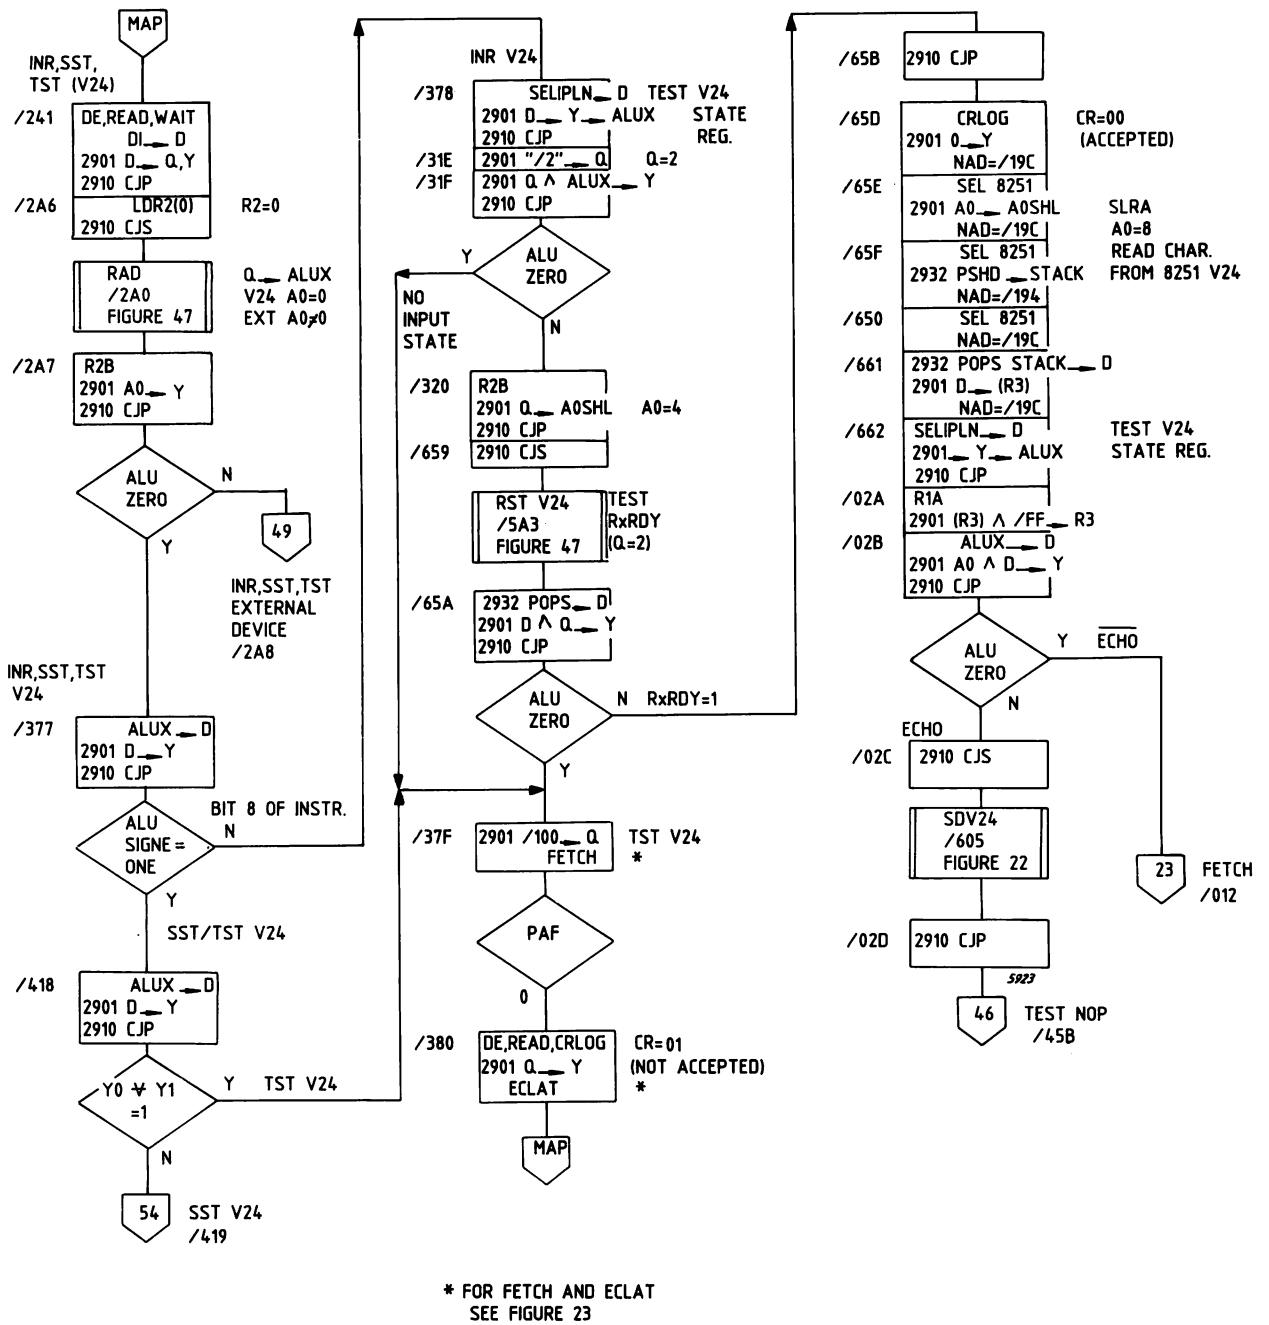 MAP
INR,SST,
TST (V24)
/241
DE,READ,WAIT
DI → D
2901 D → Q,Y
2910 CJP
/2A6
LDR2(0)
R2=0
2910 CJS
RAD
/2A0
FIGURE 47
Q → ALUX
V24 A0=0
EXT A0≠0
/2A7
R2B
2901 A0 → Y
2910 CJP
ALU
ZERO
N
Y
49
INR,SST,TST
EXTERNAL
DEVICE
/2A8
INR,SST,TST
V24
/377
ALUX → D
2901 D → Y
2910 CJP
ALU
SIGNE =
ONE
BIT 8 OF INSTR.
N
Y
SST/TST V24
/418
ALUX → D
2901 D → Y
2910 CJP
Y0 ⊻ Y1
=1
Y TST V24
N
54
SST V24
/419
INR V24
/378
SELIPLN → D
TEST V24
2901 D → Y → ALUX
STATE
2910 CJP
REG.
/31E
2901 "/2" → Q
Q=2
/31F
2901 Q ∧ ALUX → Y
2910 CJP
ALU
ZERO
Y
NO
INPUT
STATE
N
/320
R2B
2901 Q → A0SHL
A0=4
2910 CJP
/659
2910 CJS
RST V24
/5A3
FIGURE 47
TEST
RxRDY
(Q=2)
/65A
2932 POPS → D
2901 D ∧ Q → Y
2910 CJP
ALU
ZERO
N RxRDY=1
Y
/37F
2901 /100 → Q
FETCH
TST V24
*
PAF
0
/380
DE,READ,CRLOG
2901 Q → Y
ECLAT
CR=01
(NOT ACCEPTED)
*
MAP
/65B
2910 CJP
/65D
CRLOG
2901 0 → Y
NAD=/19C
CR=00
(ACCEPTED)
/65E
SEL 8251
2901 A0 → A0SHL
NAD=/19C
SLRA
A0=8
/65F
SEL 8251
2932 PSHD → STACK
NAD=/194
READ CHAR.
FROM 8251 V24
/650
SEL 8251
NAD=/19C
/661
2932 POPS STACK → D
2901 D → (R3)
NAD=/19C
/662
SELIPLN → D
2901 → Y → ALUX
2910 CJP
TEST V24
STATE REG.
/02A
R1A
2901 (R3) ∧ /FF → R3
/02B
ALUX → D
2901 A0 ∧ D → Y
2910 CJP
ALU
ZERO
Y E̅C̅H̅O̅
N
ECHO
/02C
2910 CJS
SDV24
/605
FIGURE 22
23
FETCH
/012
/02D
2910 CJP
5923
46
TEST NOP
/45B
* FOR FETCH AND ECLAT
SEE FIGURE 23